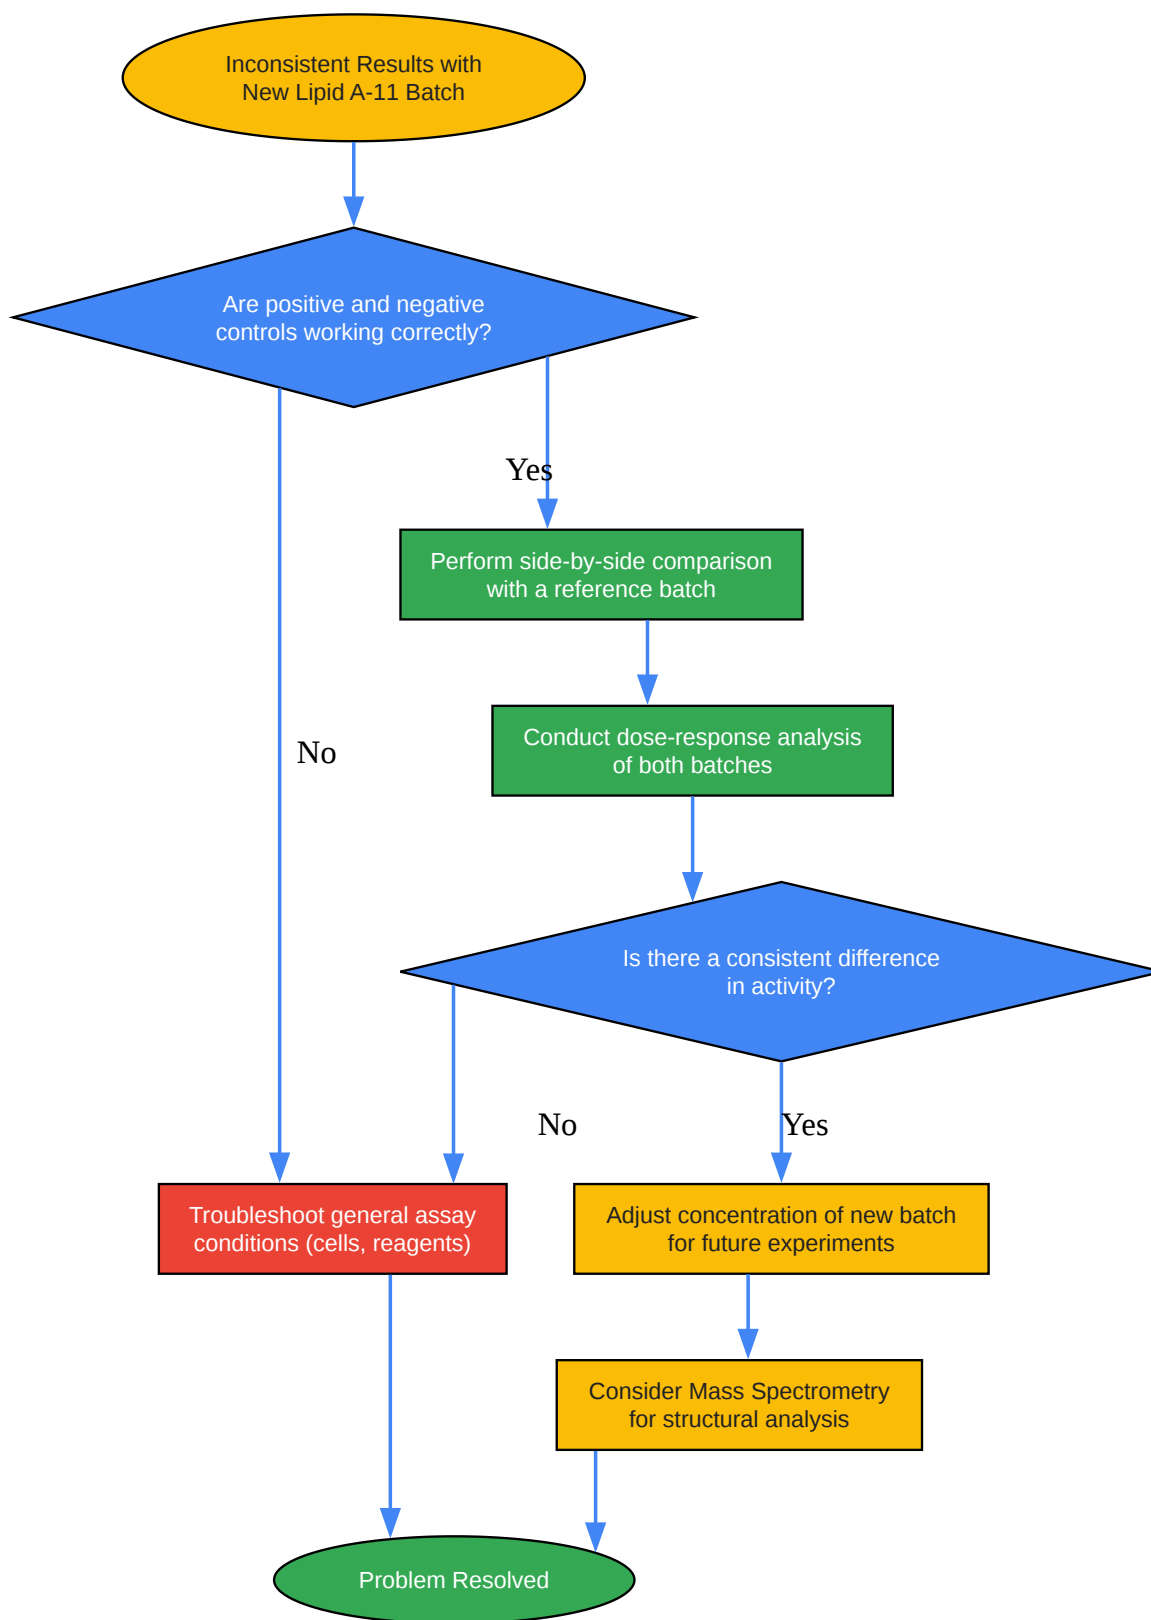 Inconsistent Results with
New Lipid A-11 Batch
Are positive and negative
controls working correctly?
Yes
Perform side-by-side comparison
with a reference batch
No
Conduct dose-response analysis
of both batches
Is there a consistent difference
in activity?
No
Yes
Troubleshoot general assay
conditions (cells, reagents)
Adjust concentration of new batch
for future experiments
Consider Mass Spectrometry
for structural analysis
Problem Resolved